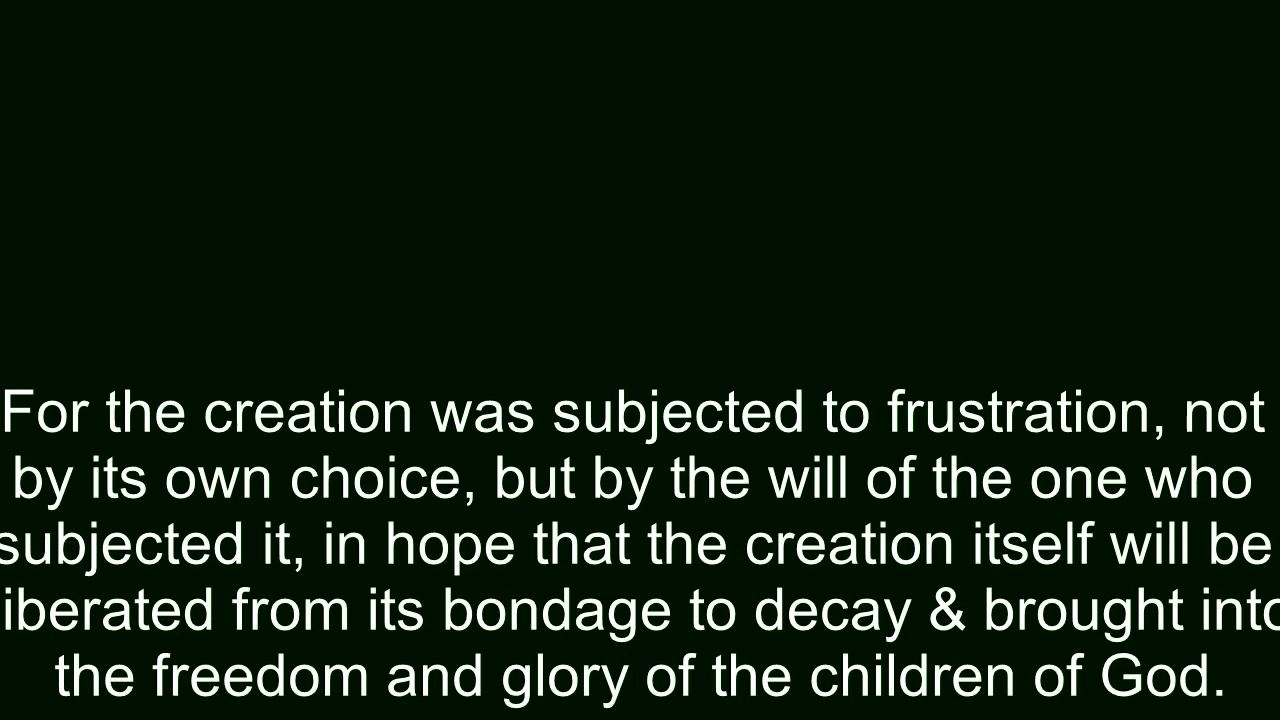 For the creation was subjected to frustration, not
by its own choice, but by the will of the one who
subjected it, in hope that the creation itself will be
iberated from its bondage to decay & brought into
the freedom and glory of the children of God.